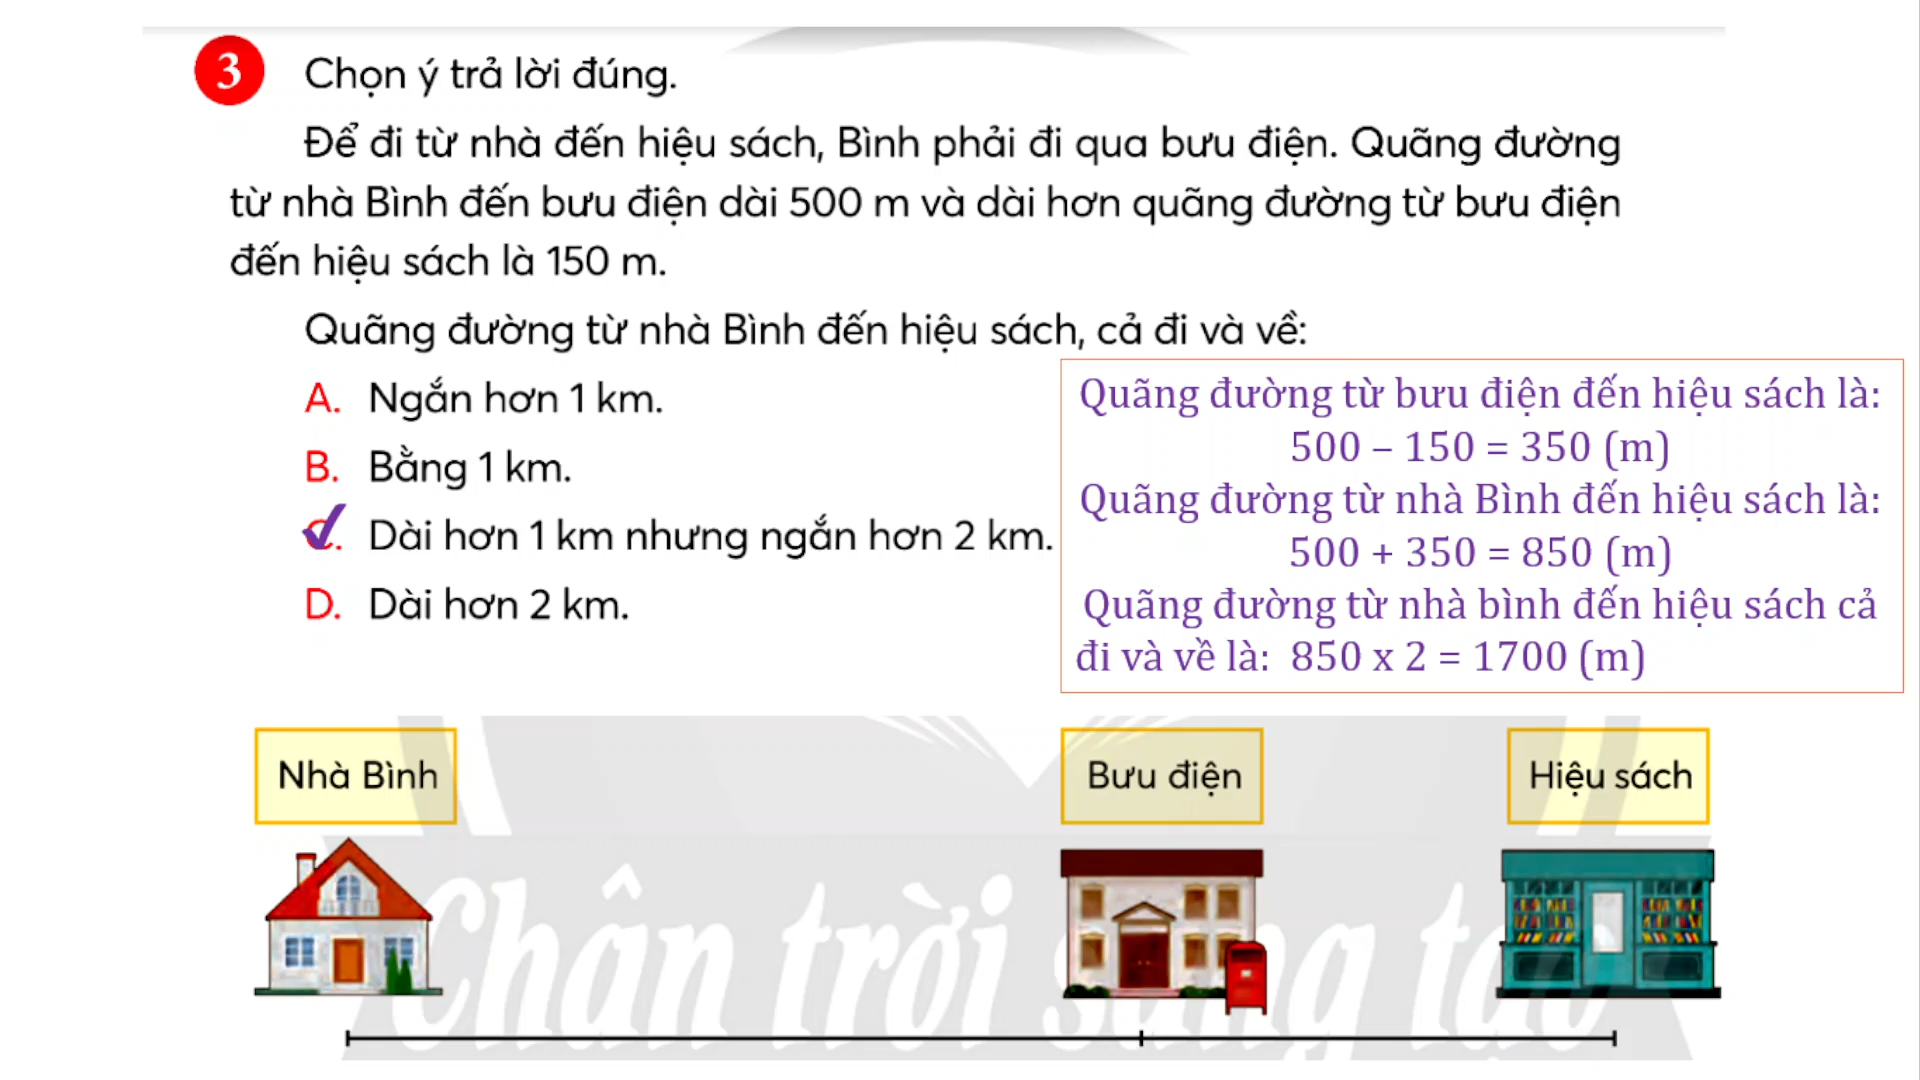 3 Chọn ý trả lời đúng.
Để đi từ nhà đến hiệu sách, Bình phải đi qua bưu điện. Quãng đường
từ nhà Bình đến bưu điện dài 500 m và dài hơn quãng đường từ bưu điện
đến hiệu sách là 150 m.
Quãng đường từ nhà Bình đến hiệu sách, cả đi và về:
A. Ngắn hơn 1 km.
B. Bằng 1 km.
C. Dài hơn 1 km nhưng ngắn hơn 2 km.
D. Dài hơn 2 km.
Quãng đường từ bưu điện đến hiệu sách là:
500 – 150 = 350 (m)
Quãng đường từ nhà Bình đến hiệu sách là:
500 + 350 = 850 (m)
Quãng đường từ nhà bình đến hiệu sách cả
đi và về là: 850 x 2 = 1700 (m)
Nhà Bình
Bưu điện
Hiệu sách
Chân trời sáng tạo